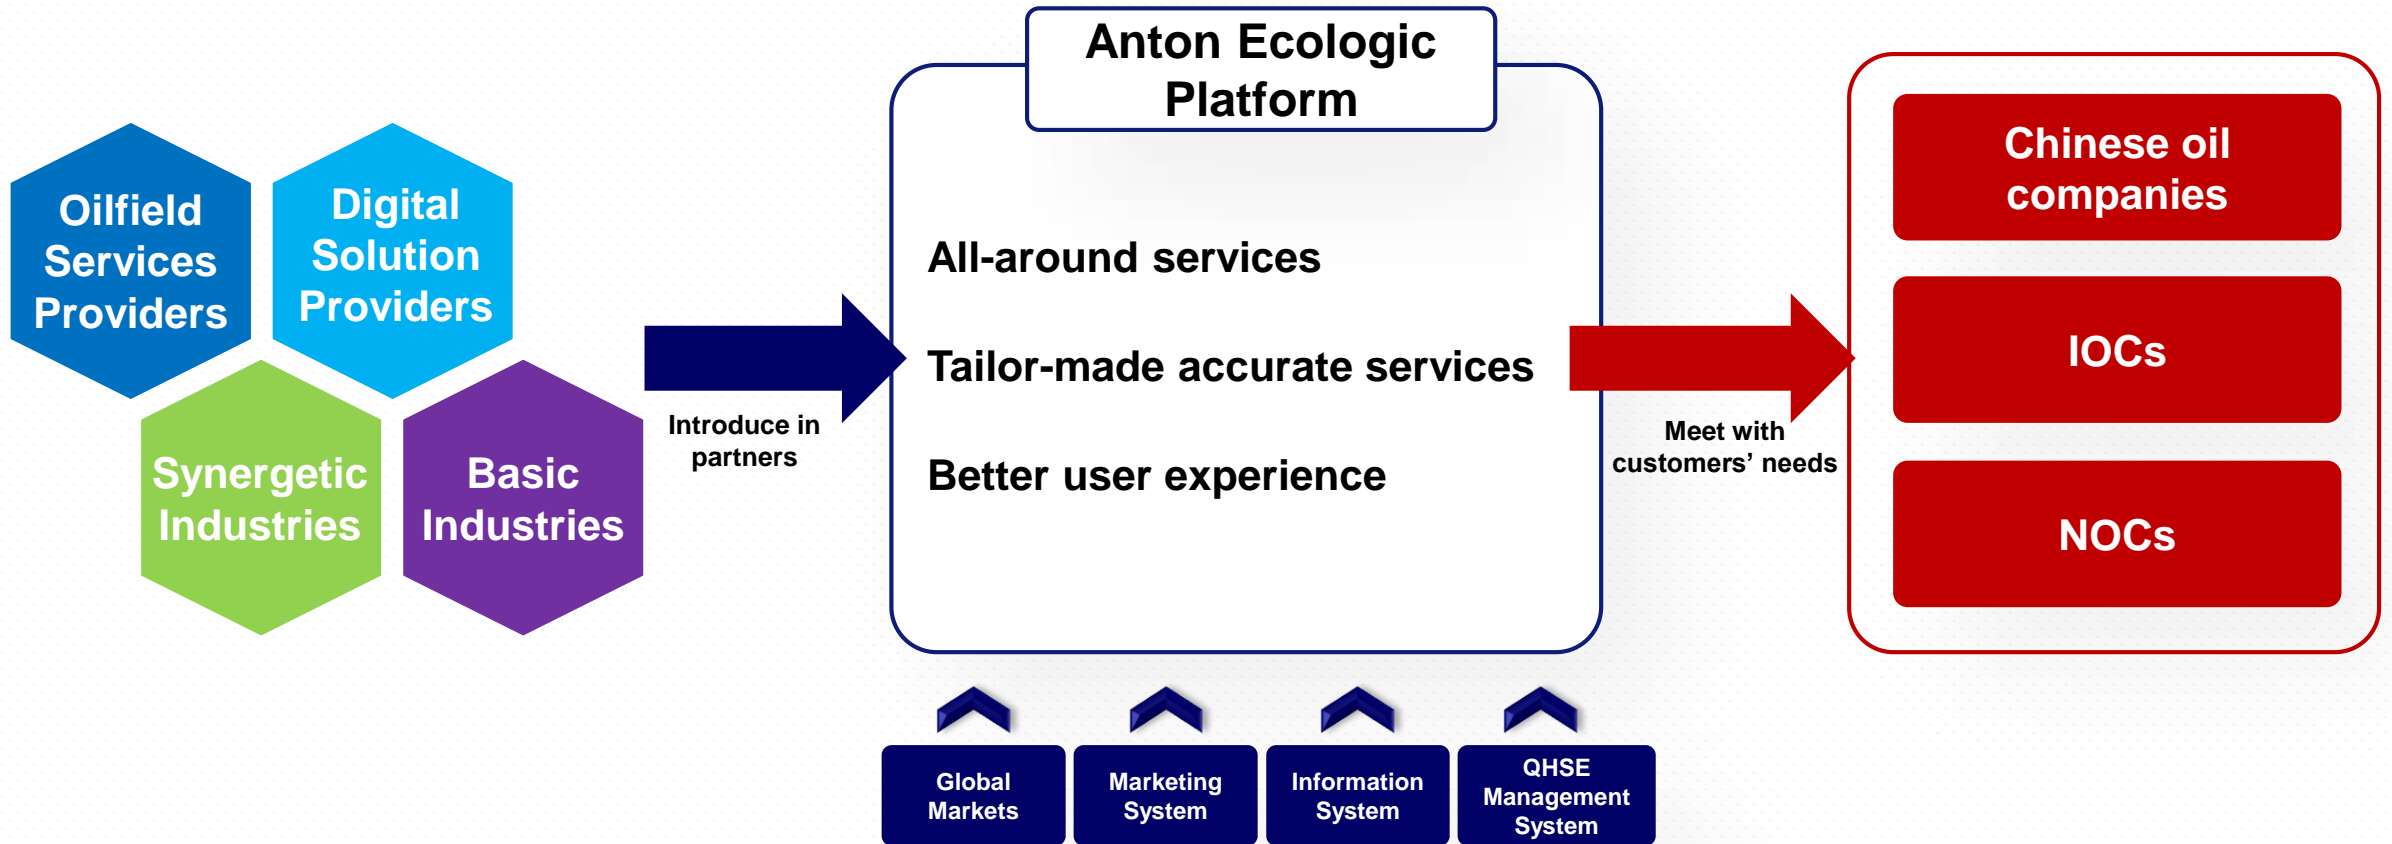 Anton Ecologic
Platform
Oilfield
Services
Providers
Digital
Solution
Providers
Synergetic
Industries
Basic
Industries
Introduce in
partners
All-around services
Tailor-made accurate services
Better user experience
Meet with
customers’ needs
Chinese oil
companies
IOCs
NOCs
Global
Markets
Marketing
System
Information
System
QHSE
Management
System